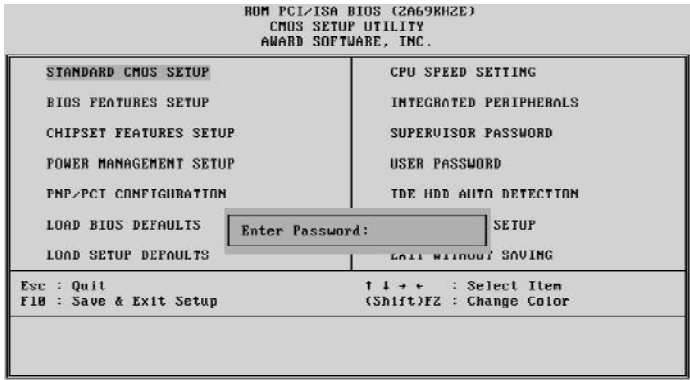 ROM PCI/ISA BIOS (2A69KHZE)
CMOS SETUP UTILITY
AWARD SOFTWARE, INC.
STANDARD CMOS SETUP
BIOS FEATURES SETUP
CHIPSET FEATURES SETUP
POWER MANAGEMENT SETUP
PNP/PCI CONFIGURATION
LOAD BIOS DEFAULTS
LOAD SETUP DEFAULTS
CPU SPEED SETTING
INTEGRATED PERIPHERALS
SUPERVISOR PASSWORD
USER PASSWORD
IDE HDD AUTO DETECTION
SETUP
EXIT WITHOUT SAVING
Enter Password:
Esc : Quit
F10 : Save & Exit Setup
↑ ↓ → ← : Select Item
(Shift)F2 : Change Color